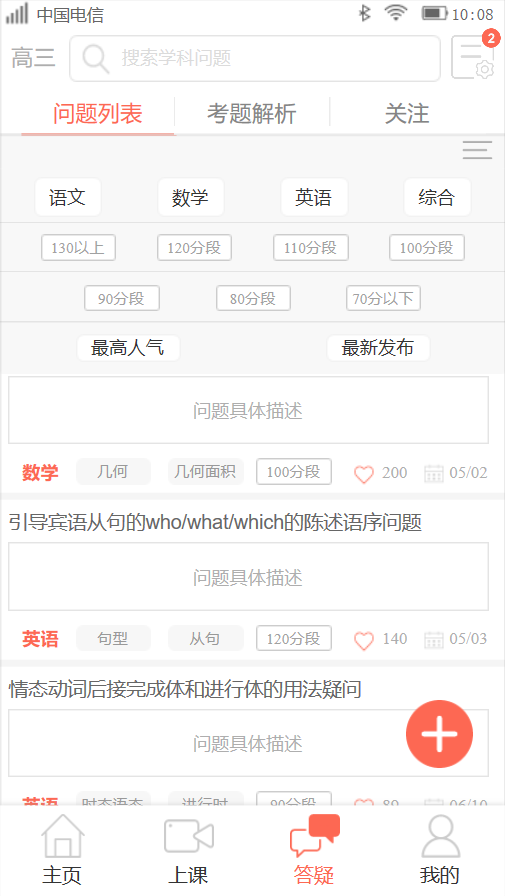 中国电信 10:08
高三 搜索学科问题 2
问题列表 考题解析 关注
语文 数学 英语 综合
130以上 120分段 110分段 100分段
90分段 80分段 70分以下
最高人气 最新发布
问题具体描述
数学 几何 几何面积 100分段 200 05/02
引导宾语从句的who/what/which的陈述语序问题
问题具体描述
英语 句型 从句 120分段 140 05/03
情态动词后接完成体和进行体的用法疑问
问题具体描述
英语 时态语态 进行时 90分段 89 06/10
主页 上课 答疑 我的